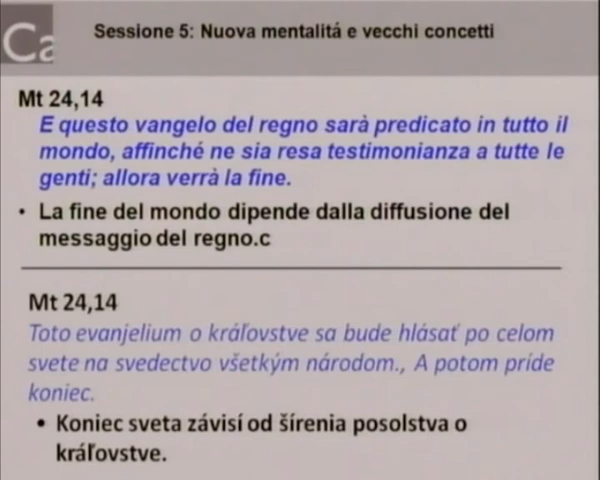 Ca
Sessione 5: Nuova mentalitá e vecchi concetti
Mt 24,14
E questo vangelo del regno sarà predicato in tutto il
mondo, affinché ne sia resa testimonianza a tutte le
genti; allora verrà la fine.
• La fine del mondo dipende dalla diffusione del
messaggio del regno.c
Mt 24,14
Toto evanjelium o kráľovstve sa bude hlásať po celom
svete na svedectvo všetkým národom., A potom príde
koniec.
• Koniec sveta závisí od šírenia posolstva o
kráľovstve.